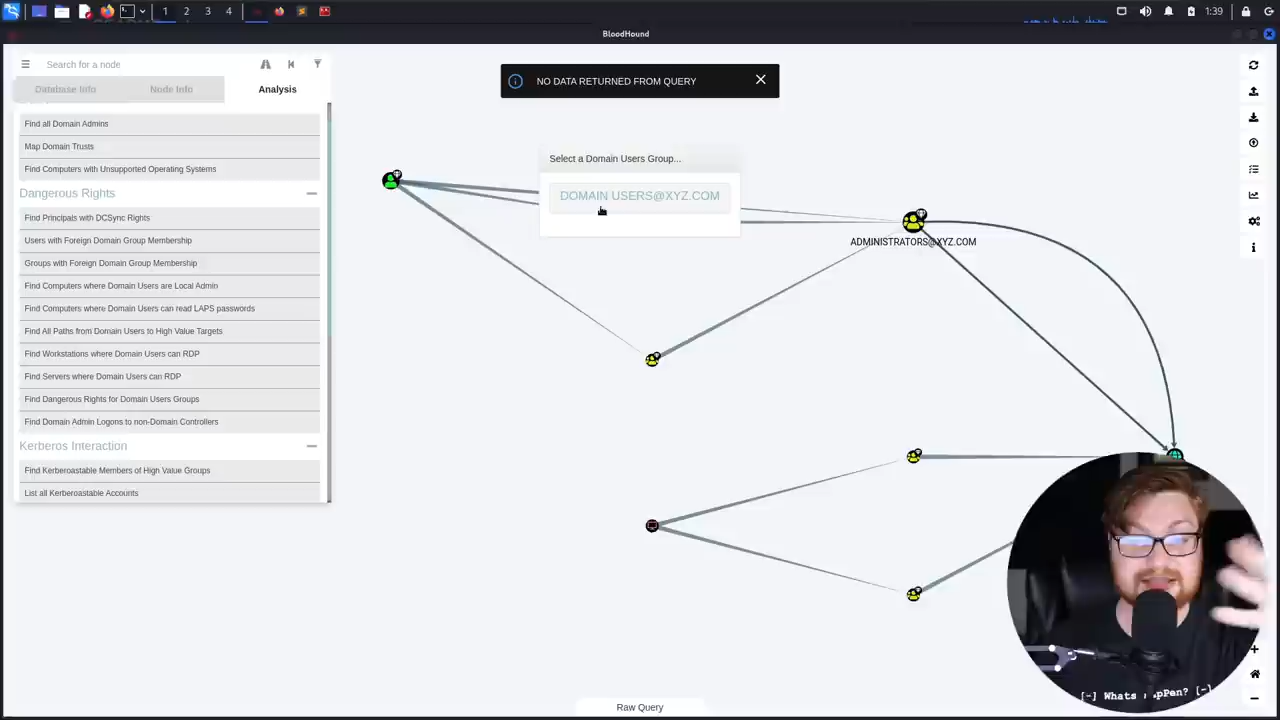 1 2 3 4
1:39
BloodHound
Search for a node
Database Info Node Info Analysis
Find all Domain Admins
Map Domain Trusts
Find Computers with Unsupported Operating Systems
Dangerous Rights
Find Principals with DCSync Rights
Users with Foreign Domain Group Membership
Groups with Foreign Domain Group Membership
Find Computers where Domain Users are Local Admin
Find Computers where Domain Users can read LAPS passwords
Find All Paths from Domain Users to High Value Targets
Find Workstations where Domain Users can RDP
Find Servers where Domain Users can RDP
Find Dangerous Rights for Domain Users Groups
Find Domain Admin Logons to non-Domain Controllers
Kerberos Interaction
Find Kerberoastable Members of High Value Groups
List all Kerberoastable Accounts
NO DATA RETURNED FROM QUERY
Select a Domain Users Group...
DOMAIN USERS@XYZ.COM
ADMINISTRATORS@XYZ.COM
Raw Query
[-] Whats